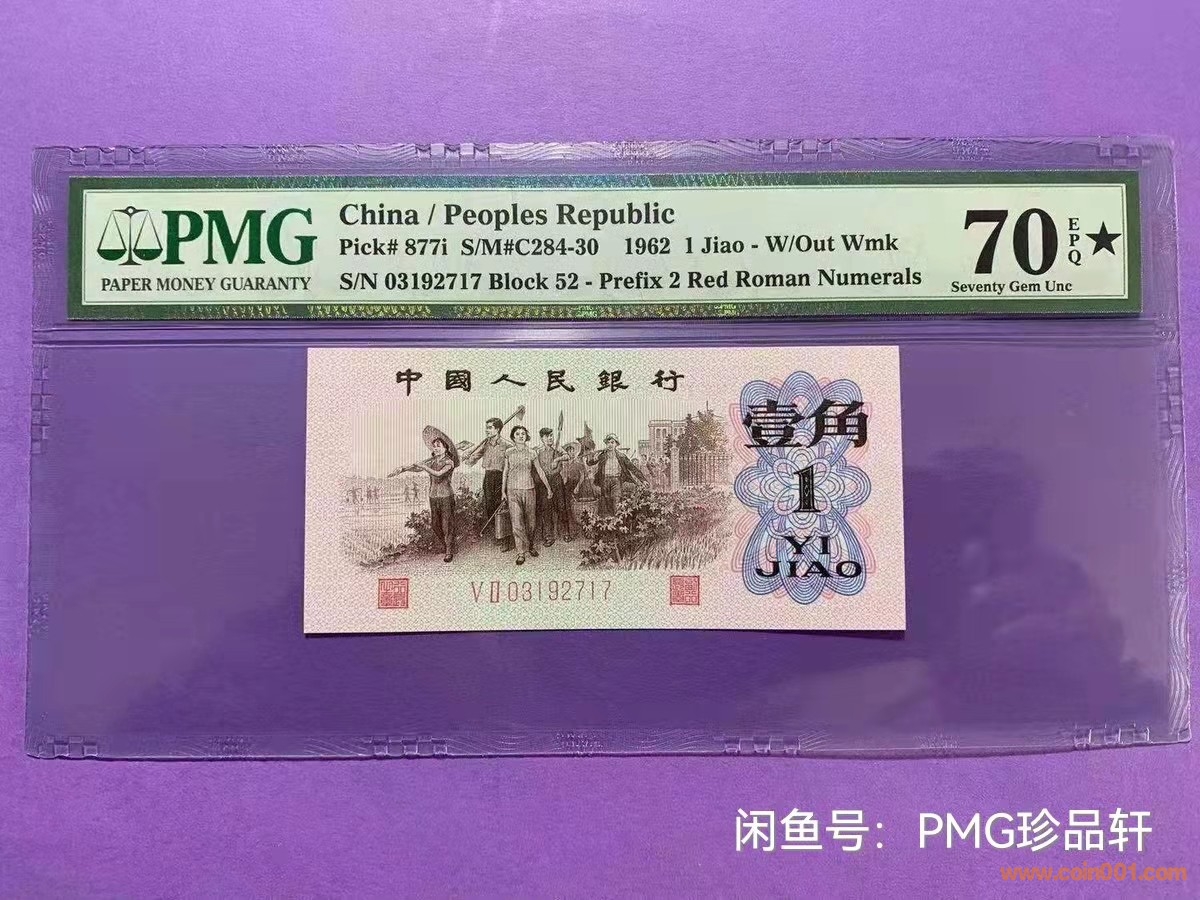 PMG
PAPER MONEY GUARANTY
China / Peoples Republic
Pick# 877i S/M#C284-30 1962 1 Jiao - W/Out Wmk
S/N 03192717 Block 52 - Prefix 2 Red Roman Numerals
70 EPQ ★
Seventy Gem Unc
中國人民銀行
壹角
1
YI
JIAO
V II 03192717
闲鱼号：PMG珍品轩
www.coin001.com